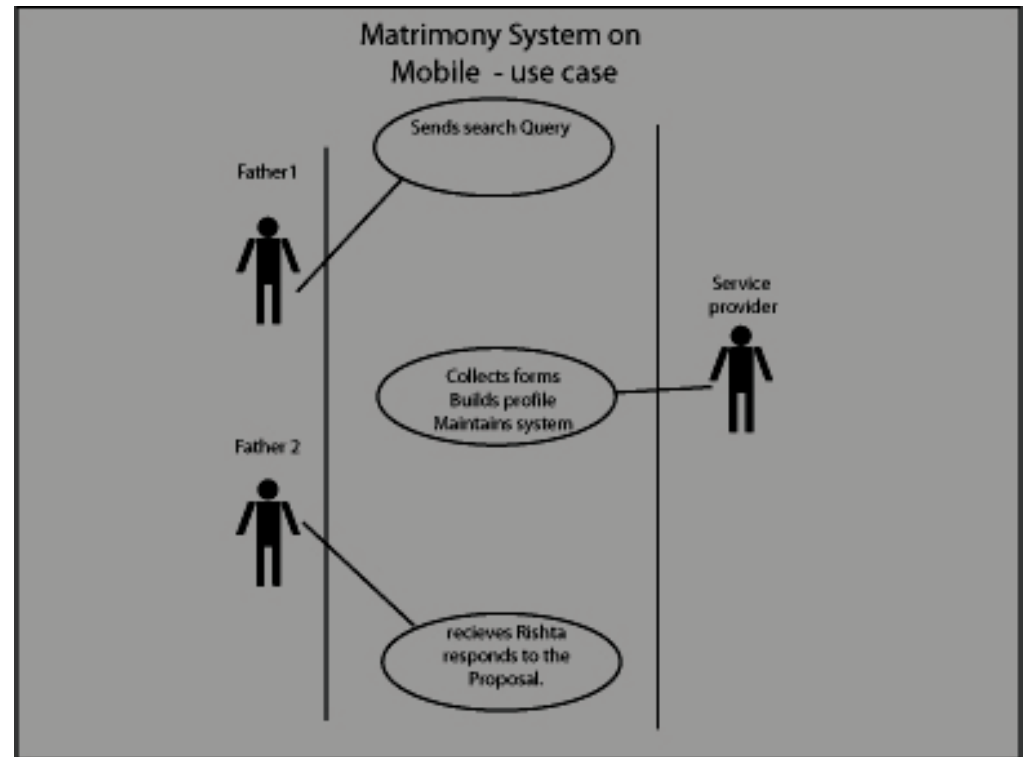 Matrimony System on
Mobile - use case
Sends search Query
Father1
Service
provider
Collects forms
Builds profile
Maintains system
Father 2
recieves Rishta
responds to the
Proposal.